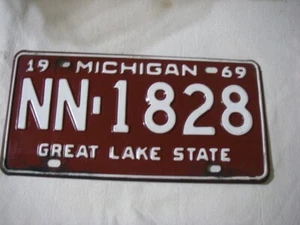 19 MICHIGAN 69
NN-1828
GREAT LAKE STATE